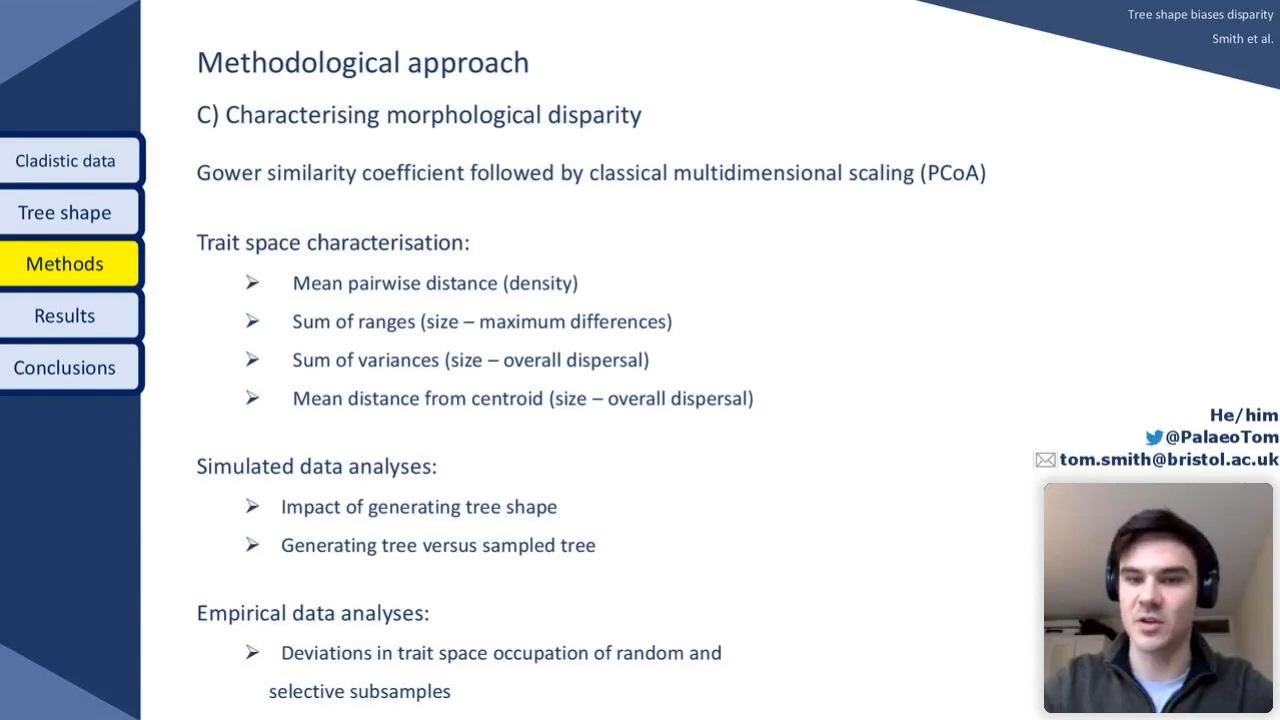 Tree shape biases disparity
Smith et al.
Methodological approach
C) Characterising morphological disparity
Gower similarity coefficient followed by classical multidimensional scaling (PCoA)
Trait space characterisation:
Mean pairwise distance (density)
Sum of ranges (size – maximum differences)
Sum of variances (size – overall dispersal)
Mean distance from centroid (size – overall dispersal)
Simulated data analyses:
Impact of generating tree shape
Generating tree versus sampled tree
Empirical data analyses:
Deviations in trait space occupation of random and
selective subsamples
Cladistic data
Tree shape
Methods
Results
Conclusions
He/him
@PalaeoTom
tom.smith@bristol.ac.uk